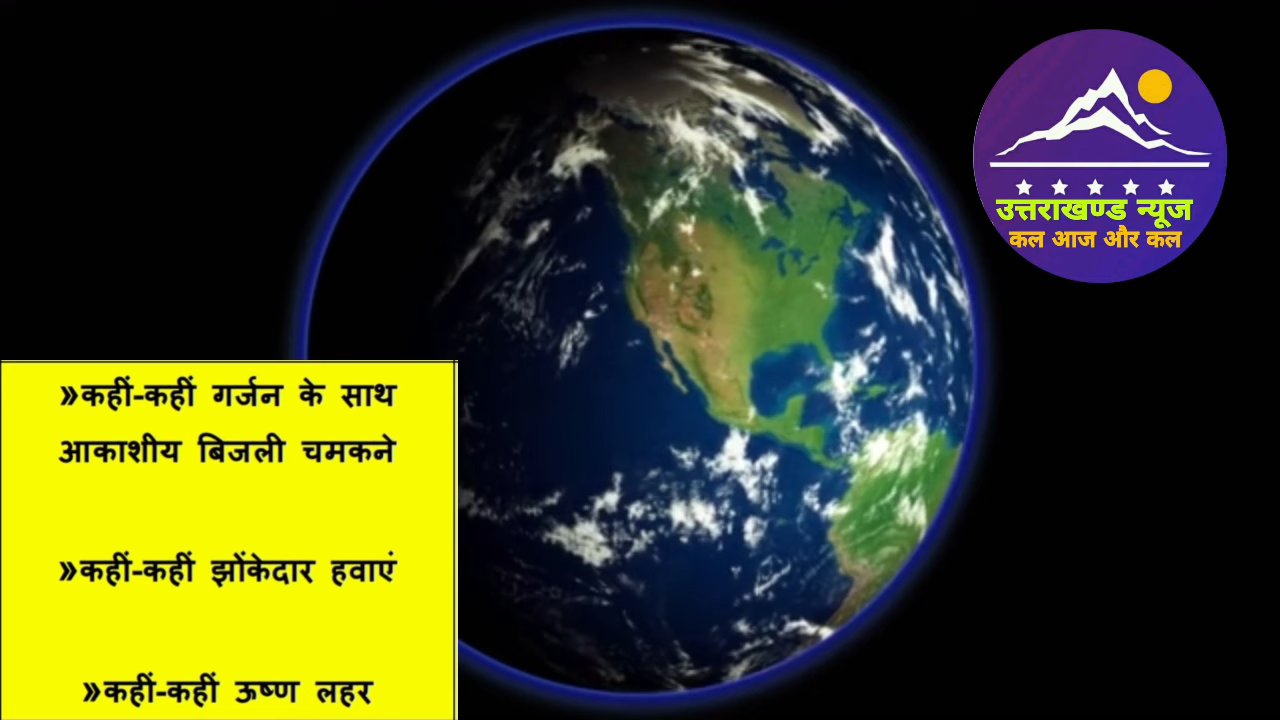 उत्तराखण्ड न्यूज
कल आज और कल
»कहीं-कहीं गर्जन के साथ
आकाशीय बिजली चमकने
»कहीं-कहीं झोंकेदार हवाएं
»कहीं-कहीं ऊष्ण लहर